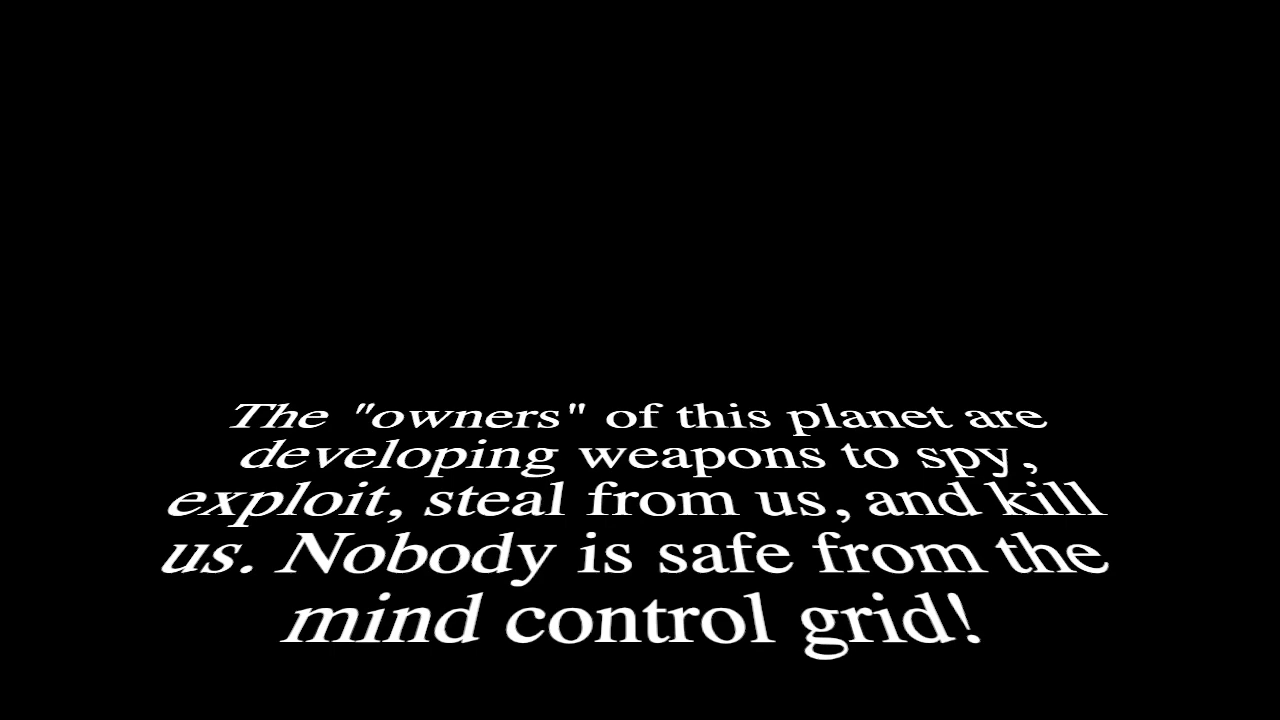 The "owners" of this planet are
developing weapons to spy,
exploit, steal from us, and kill
us. Nobody is safe from the
mind control grid!